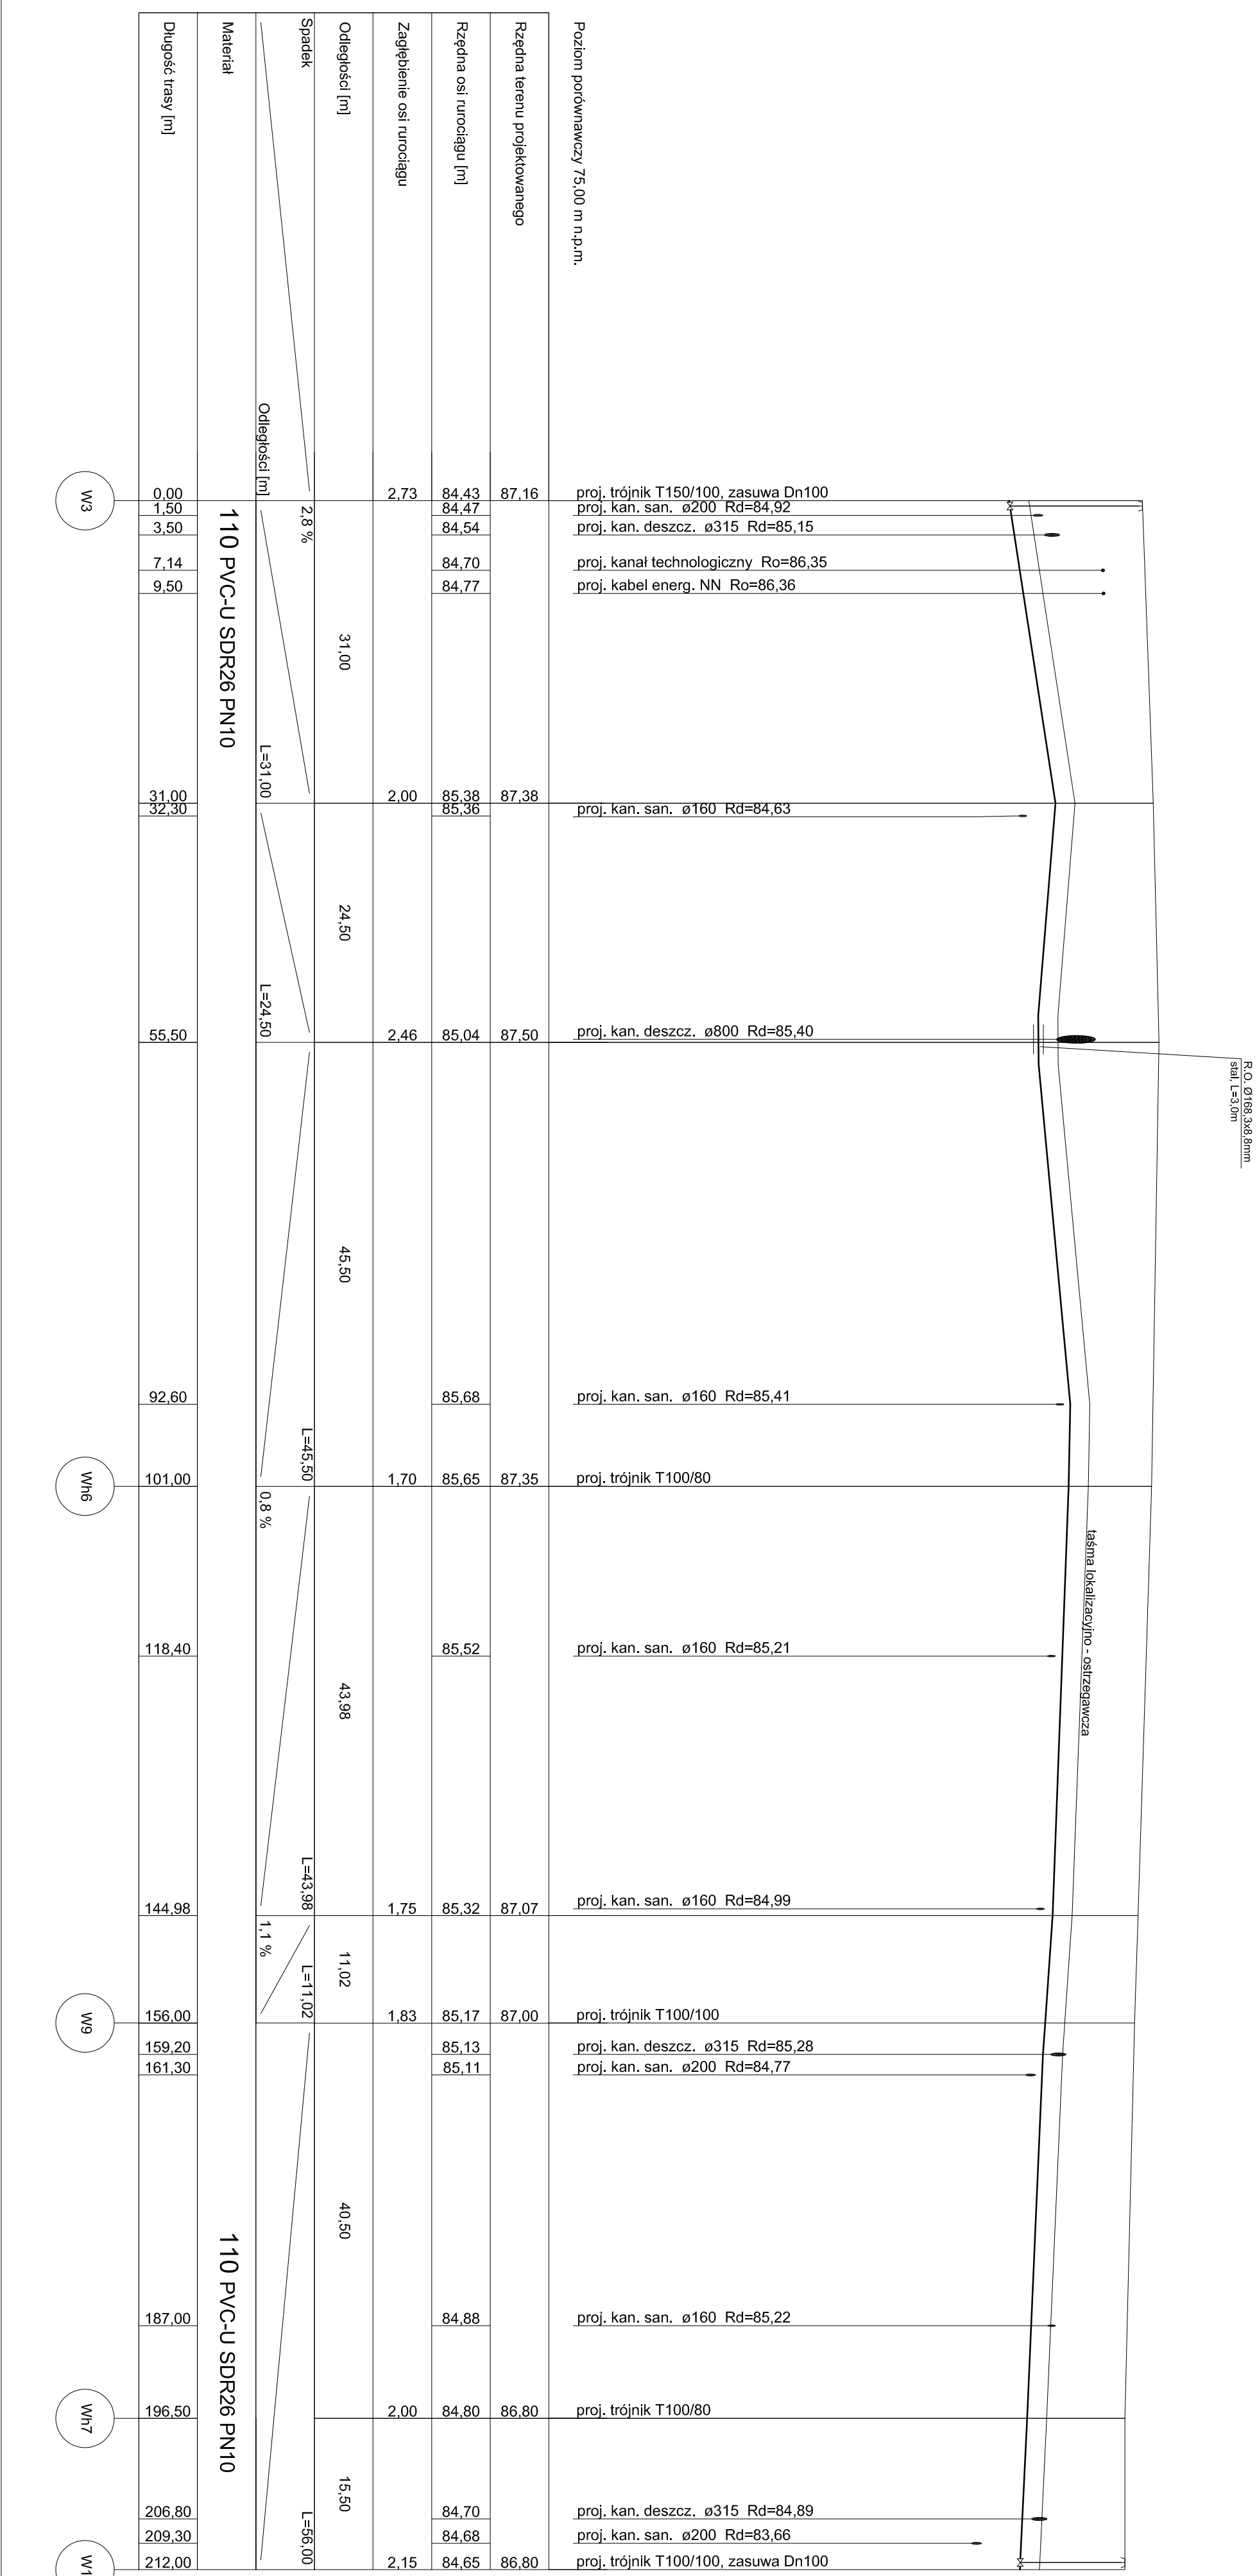 Poziom porównawczy 75,00 m n.p.m.
Rzędna terenu projektowanego
Rzędna osi rurociągu [m]
Zagłębienie osi rurociągu
Odległości [m]
Spadek
Odległości [m]
Materiał
Długość trasy [m]
W3
0,00 2,73 84,43 87,16 proj. trójnik T150/100, zasuwa Dn100
1,50 84,47 proj. kan. san. ø200 Rd=84,92
2,8 %
3,50 84,54 proj. kan. deszcz. ø315 Rd=85,15
7,14 84,70 proj. kanał technologiczny Ro=86,35
9,50 84,77 proj. kabel energ. NN Ro=86,36
110 PVC-U SDR26 PN10
31,00
L=31,00
31,00 2,00 85,38 87,38
32,30 85,36 proj. kan. san. ø160 Rd=84,63
24,50
L=24,50
55,50 2,46 85,04 87,50 proj. kan. deszcz. ø800 Rd=85,40
R.O. Ø168,3x8,8mm
stal, L=3,0m
45,50
92,60 85,68 proj. kan. san. ø160 Rd=85,41
L=45,50
Wh6
101,00 1,70 85,65 87,35 proj. trójnik T100/80
0,8 %
taśma lokalizacyjno - ostrzegawcza
118,40 85,52 proj. kan. san. ø160 Rd=85,21
43,98
L=43,98
144,98 1,75 85,32 87,07 proj. kan. san. ø160 Rd=84,99
1,1 %
11,02
L=11,02
W9
156,00 1,83 85,17 87,00 proj. trójnik T100/100
159,20 85,13 proj. kan. deszcz. ø315 Rd=85,28
161,30 85,11 proj. kan. san. ø200 Rd=84,77
40,50
110 PVC-U SDR26 PN10
187,00 84,88 proj. kan. san. ø160 Rd=85,22
Wh7
196,50 2,00 84,80 86,80 proj. trójnik T100/80
15,50
206,80 84,70 proj. kan. deszcz. ø315 Rd=84,89
209,30 84,68 proj. kan. san. ø200 Rd=83,66
L=56,00
212,00 2,15 84,65 86,80 proj. trójnik T100/100, zasuwa Dn100